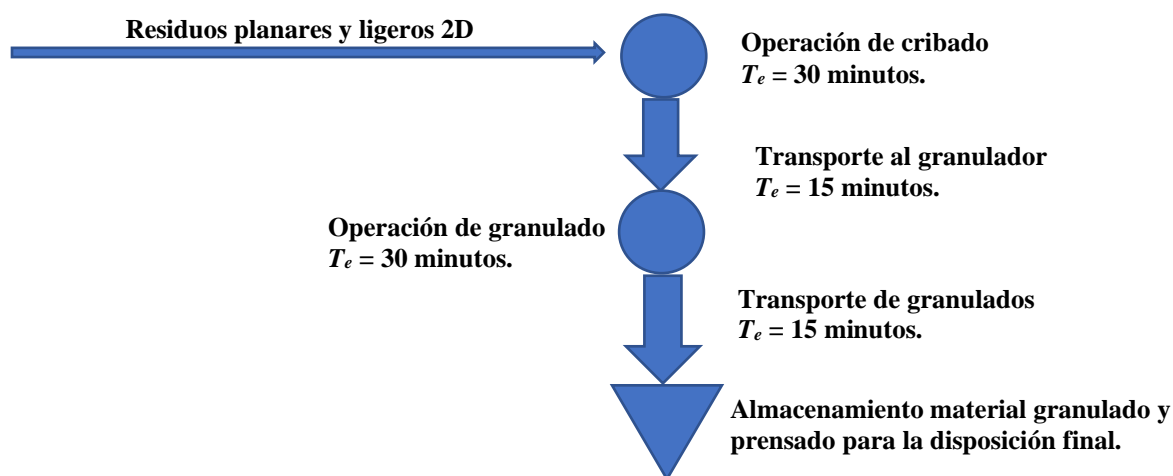 Residuos planares y ligeros 2D
Operación de cribado
Te = 30 minutos.
Transporte al granulador
Te = 15 minutos.
Operación de granulado
Te = 30 minutos.
Transporte de granulados
Te = 15 minutos.
Almacenamiento material granulado y
prensado para la disposición final.